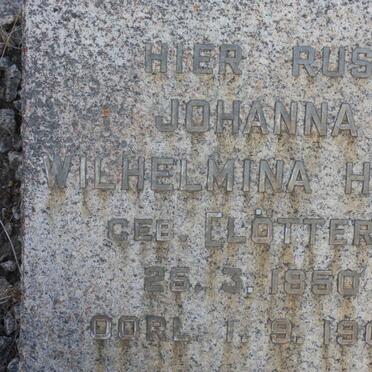 HIER RUS
JOHANNA
WILHELMINA H
GEB. CLÖTTER
25. 3. 1850
OORL. 1. 9. 19